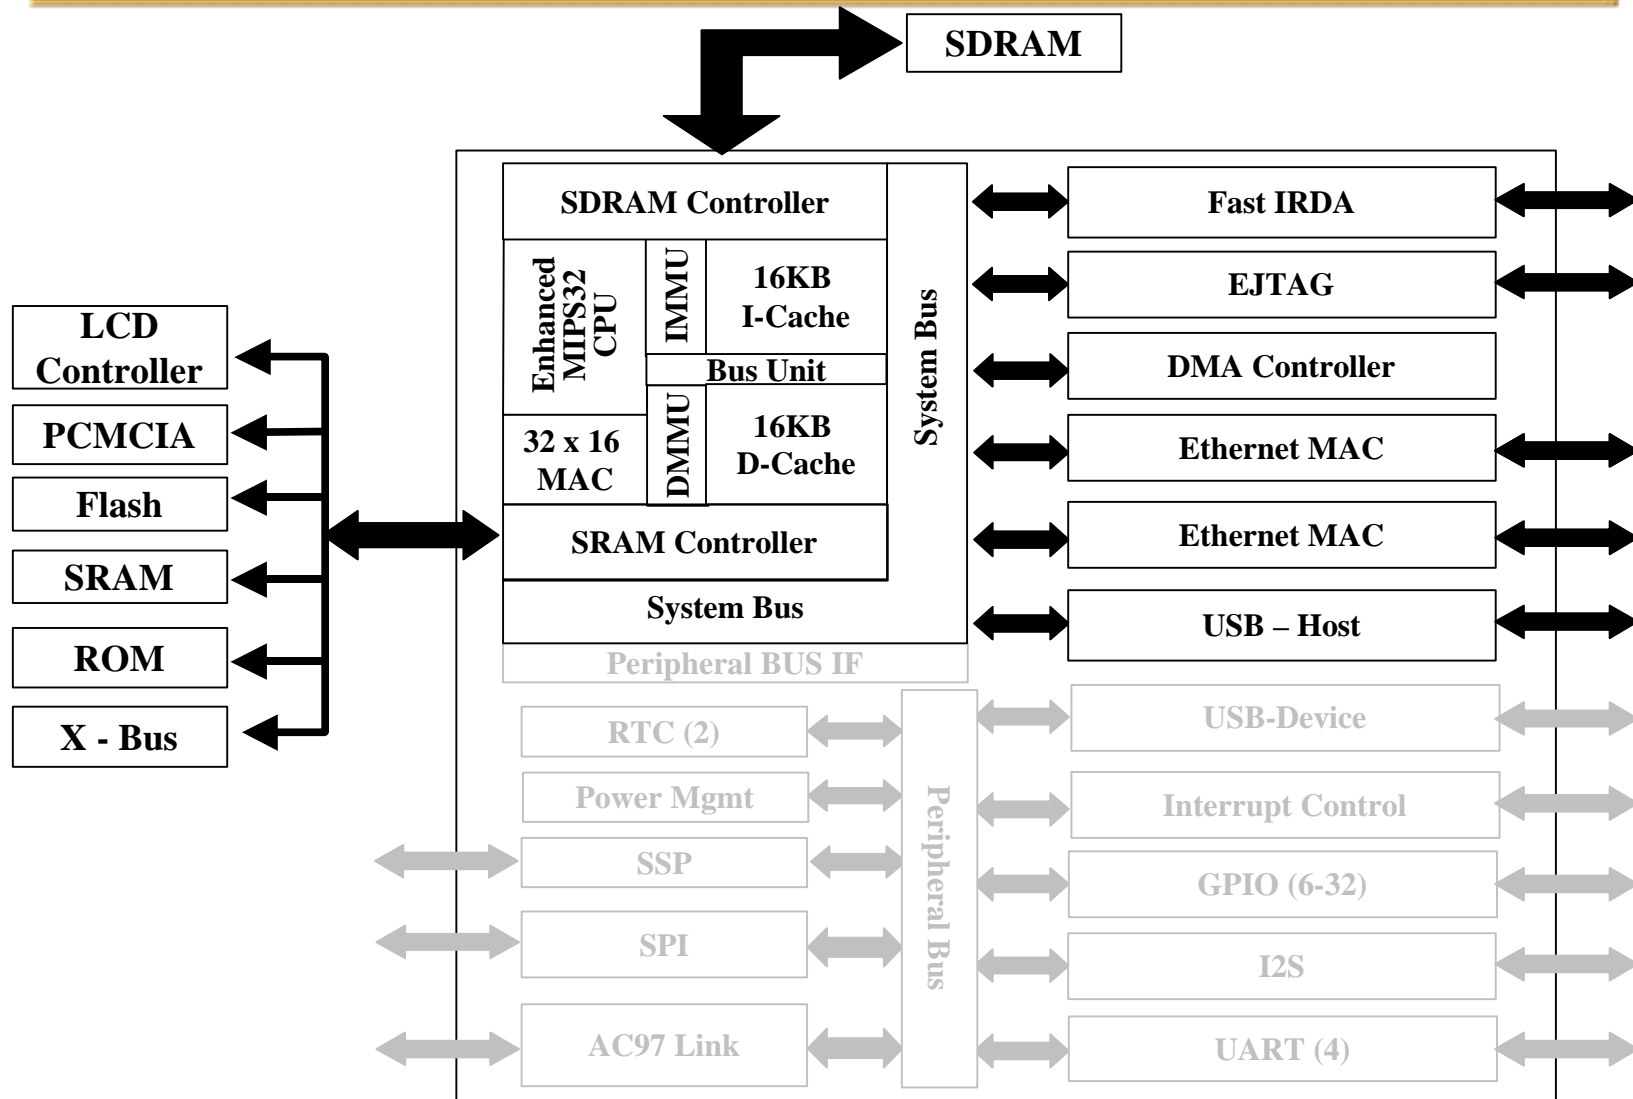 SDRAM
SDRAM Controller
Enhanced
MIPS32
CPU
IMMU
16KB
I-Cache
Bus Unit
32 x 16
MAC
DMMU
16KB
D-Cache
SRAM Controller
System Bus
System Bus
Peripheral BUS IF
LCD
Controller
PCMCIA
Flash
SRAM
ROM
X - Bus
Fast IRDA
EJTAG
DMA Controller
Ethernet MAC
Ethernet MAC
USB – Host
RTC (2)
Power Mgmt
SSP
SPI
AC97 Link
Peripheral Bus
USB-Device
Interrupt Control
GPIO (6-32)
I2S
UART (4)